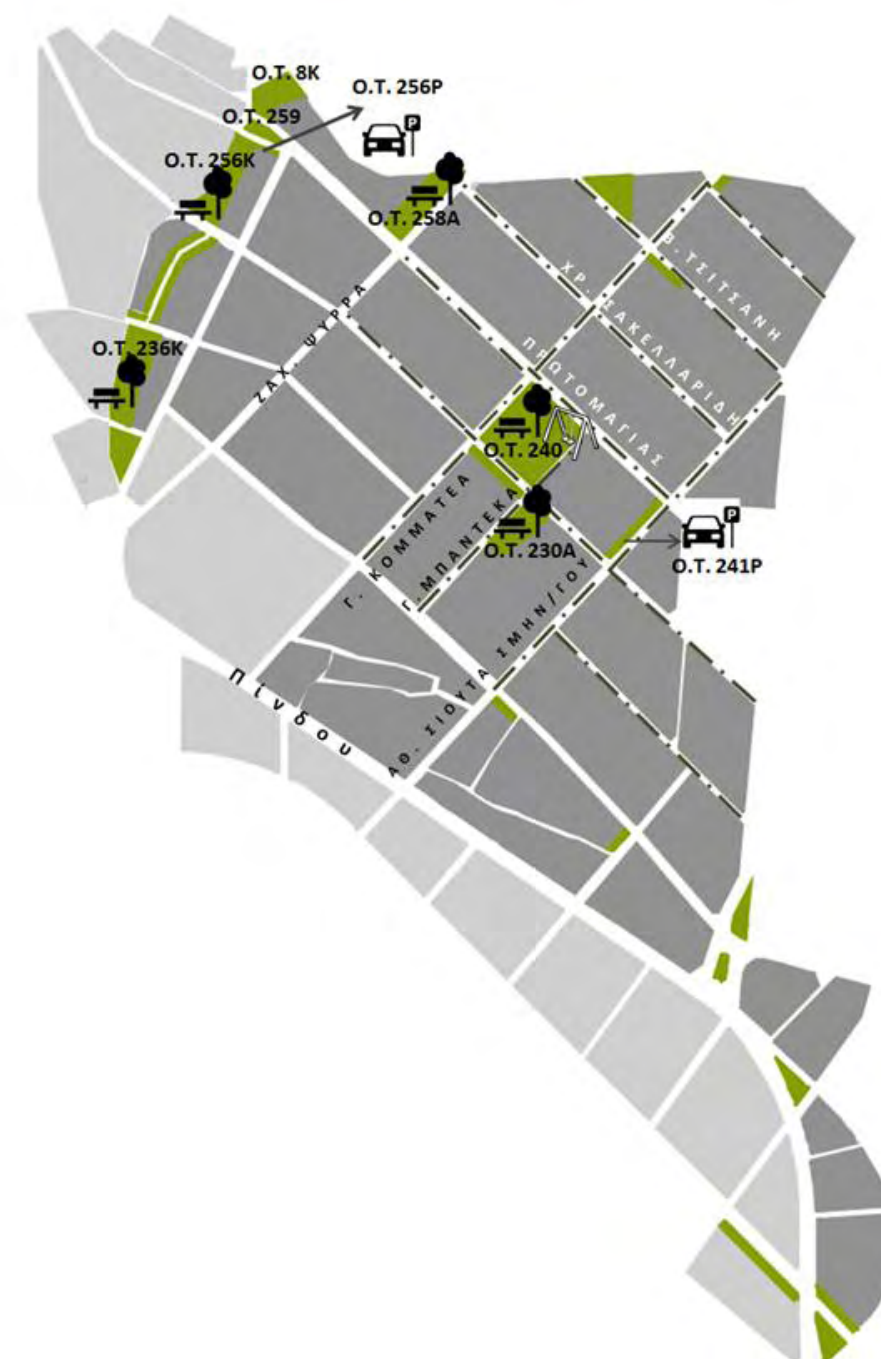 Ο.Τ. 8Κ
Ο.Τ. 256Ρ
P
Ο.Τ. 259
Ο.Τ. 256Κ
Ο.Τ. 258Α
Β. ΤΣΙΤΣΑΝΗ
ΧΡ. ΣΑΚΕΛΛΑΡΙΔΗ
ΖΑΧ. ΨΥΡΡΑ
ΠΡΩΤΟΜΑΓΙΑΣ
Ο.Τ. 236Κ
Ο.Τ. 240
Γ. ΚΟΜΜΑΤΕΑ
Γ. ΜΠΑΝΤΕΚΑ
Ο.Τ. 230Α
P
Ο.Τ. 241Ρ
ΑΘ. ΣΙΟΥΤΑ ΣΜΗΝ/ΓΟΥ
Πίνδου